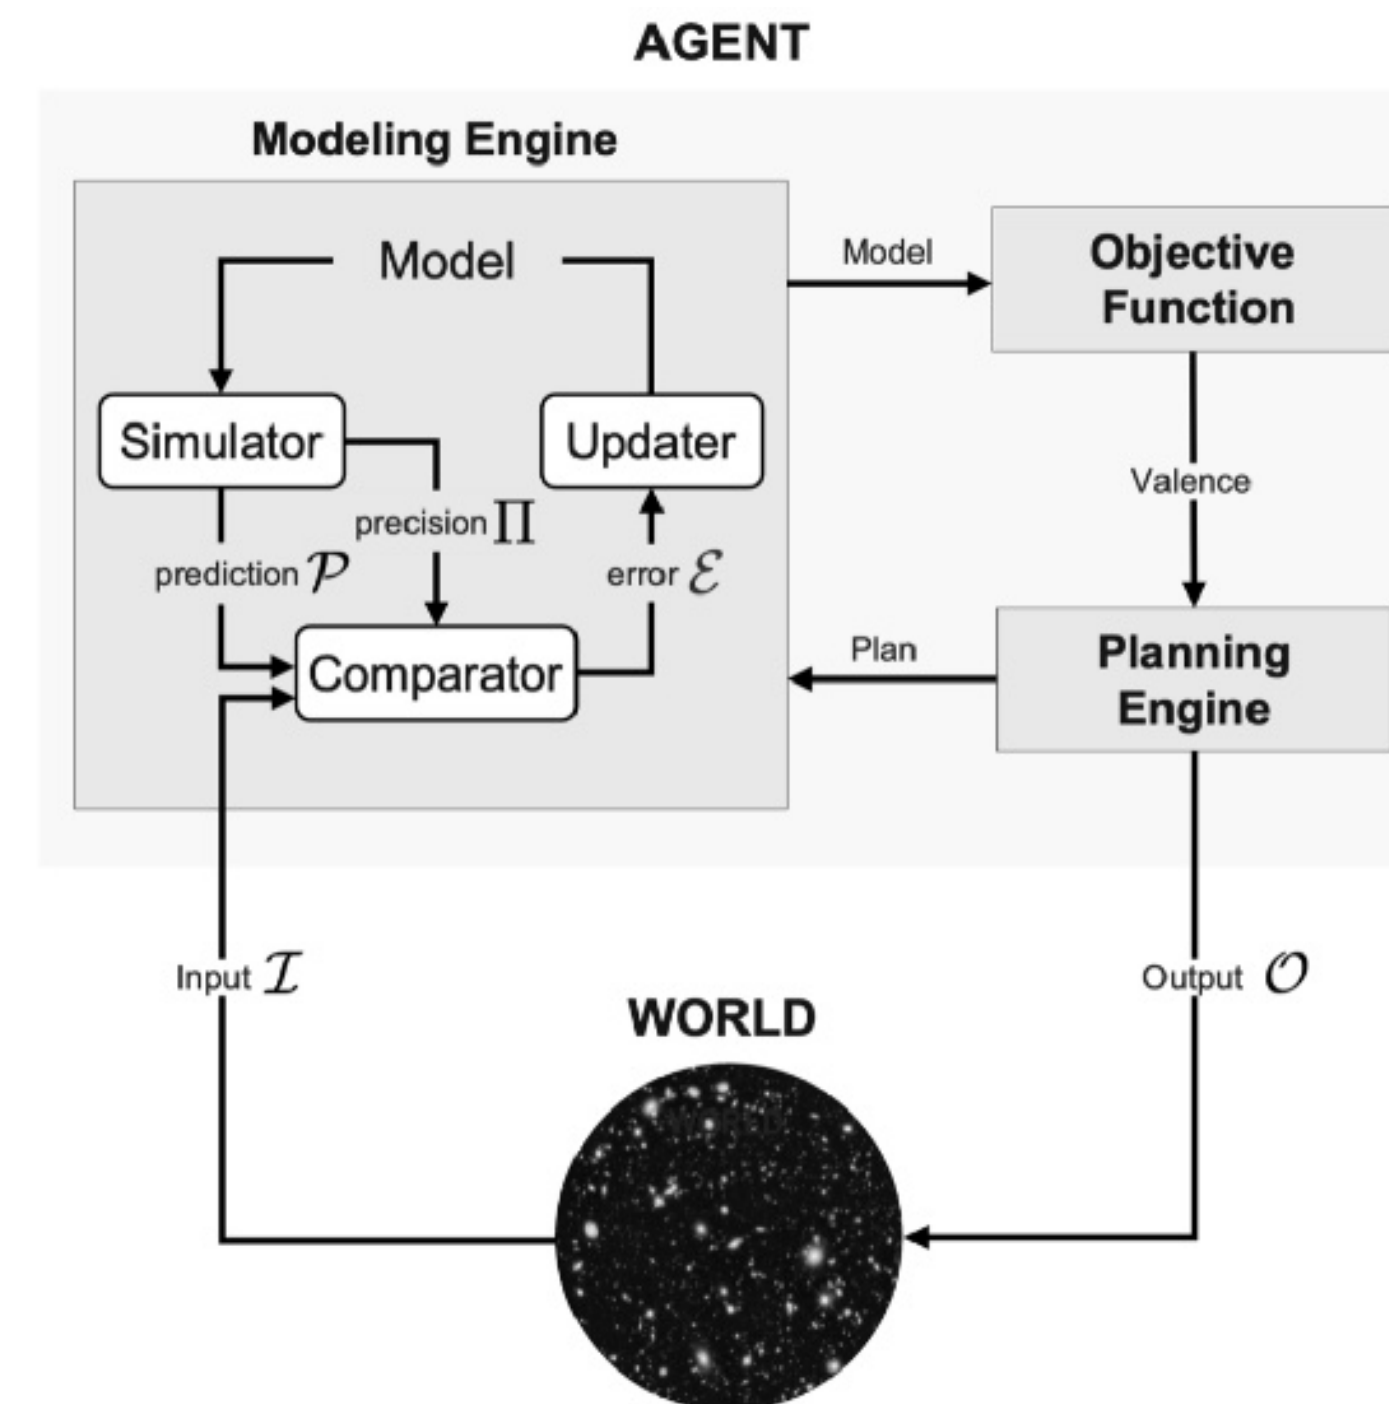 AGENT
Modeling Engine
Model
Model
Objective
Function
Simulator
Updater
Valence
precision Π
prediction 𝒫
error ℰ
Comparator
Plan
Planning
Engine
Input ℐ
Output 𝒪
WORLD
WORLD